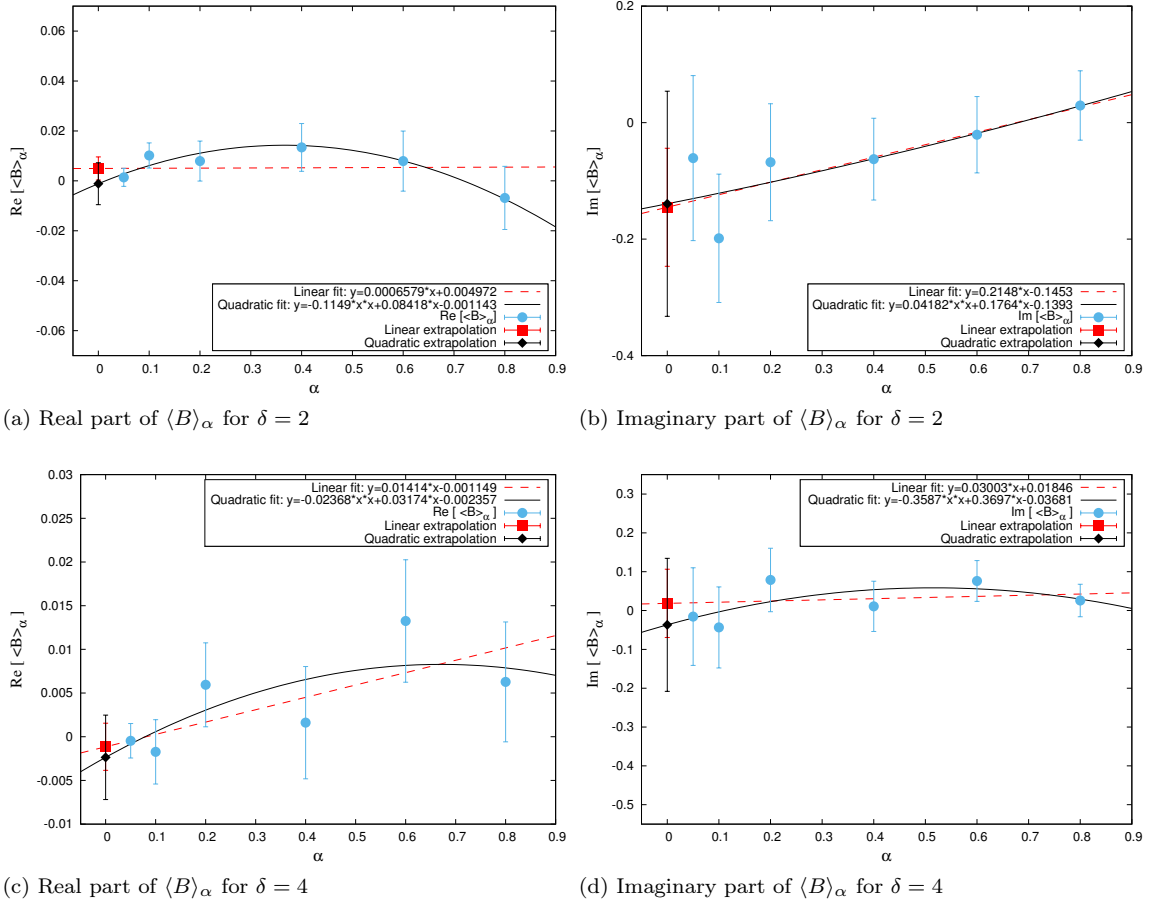 0.06
0.04
0.02
0
-0.02
-0.04
-0.06
Re [<B>α]
Linear fit: y=0.0006579*x+0.004972
Quadratic fit: y=-0.1149*x*x+0.08418*x-0.001143
Re [<B>α]
Linear extrapolation
Quadratic extrapolation
0 0.1 0.2 0.3 0.4 0.5 0.6 0.7 0.8 0.9
α
(a) Real part of ⟨B⟩α for δ = 2
0.2
0
-0.2
-0.4
Im [<B>α]
Linear fit: y=0.2148*x-0.1453
Quadratic fit: y=0.04182*x*x+0.1764*x-0.1393
Im [<B>α]
Linear extrapolation
Quadratic extrapolation
0 0.1 0.2 0.3 0.4 0.5 0.6 0.7 0.8 0.9
α
(b) Imaginary part of ⟨B⟩α for δ = 2
0.03
0.025
0.02
0.015
0.01
0.005
0
-0.005
-0.01
Re [ <B>α]
Linear fit: y=0.01414*x-0.001149
Quadratic fit: y=-0.02368*x*x+0.03174*x-0.002357
Re [ <B>α ]
Linear extrapolation
Quadratic extrapolation
0 0.1 0.2 0.3 0.4 0.5 0.6 0.7 0.8 0.9
α
(c) Real part of ⟨B⟩α for δ = 4
0.3
0.2
0.1
0
-0.1
-0.2
-0.3
-0.4
-0.5
Im [ <B>α]
Linear fit: y=0.03003*x+0.01846
Quadratic fit: y=-0.3587*x*x+0.3697*x-0.03681
Im [ <B>α ]
Linear extrapolation
Quadratic extrapolation
0 0.1 0.2 0.3 0.4 0.5 0.6 0.7 0.8 0.9
α
(d) Imaginary part of ⟨B⟩α for δ = 4